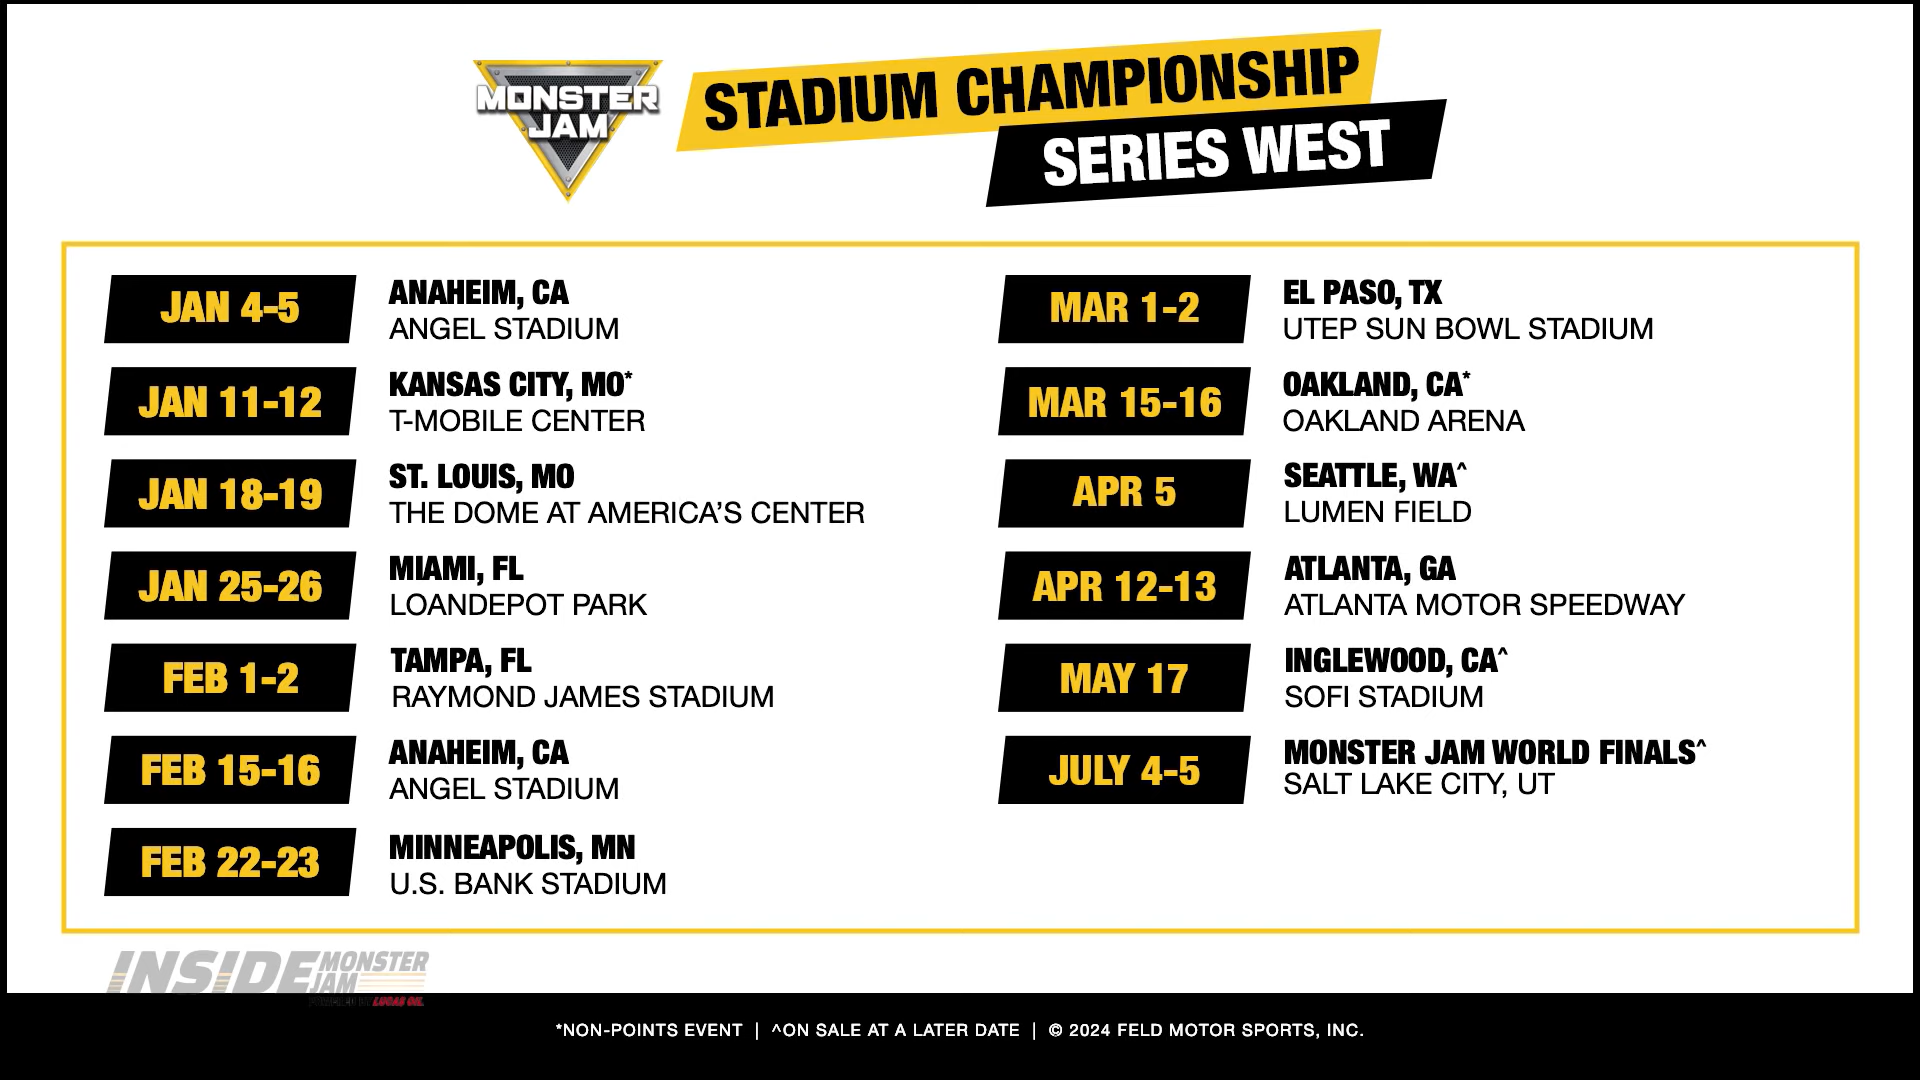 MONSTER
JAM
STADIUM CHAMPIONSHIP
SERIES WEST
JAN 4-5
ANAHEIM, CA
ANGEL STADIUM
JAN 11-12
KANSAS CITY, MO*
T-MOBILE CENTER
JAN 18-19
ST. LOUIS, MO
THE DOME AT AMERICA’S CENTER
JAN 25-26
MIAMI, FL
LOANDEPOT PARK
FEB 1-2
TAMPA, FL
RAYMOND JAMES STADIUM
FEB 15-16
ANAHEIM, CA
ANGEL STADIUM
FEB 22-23
MINNEAPOLIS, MN
U.S. BANK STADIUM
MAR 1-2
EL PASO, TX
UTEP SUN BOWL STADIUM
MAR 15-16
OAKLAND, CA*
OAKLAND ARENA
APR 5
SEATTLE, WA^
LUMEN FIELD
APR 12-13
ATLANTA, GA
ATLANTA MOTOR SPEEDWAY
MAY 17
INGLEWOOD, CA^
SOFI STADIUM
JULY 4-5
MONSTER JAM WORLD FINALS^
SALT LAKE CITY, UT
INSIDE MONSTER
JAM
POWERED BY LUCAS OIL
*NON-POINTS EVENT | ^ON SALE AT A LATER DATE | © 2024 FELD MOTOR SPORTS, INC.